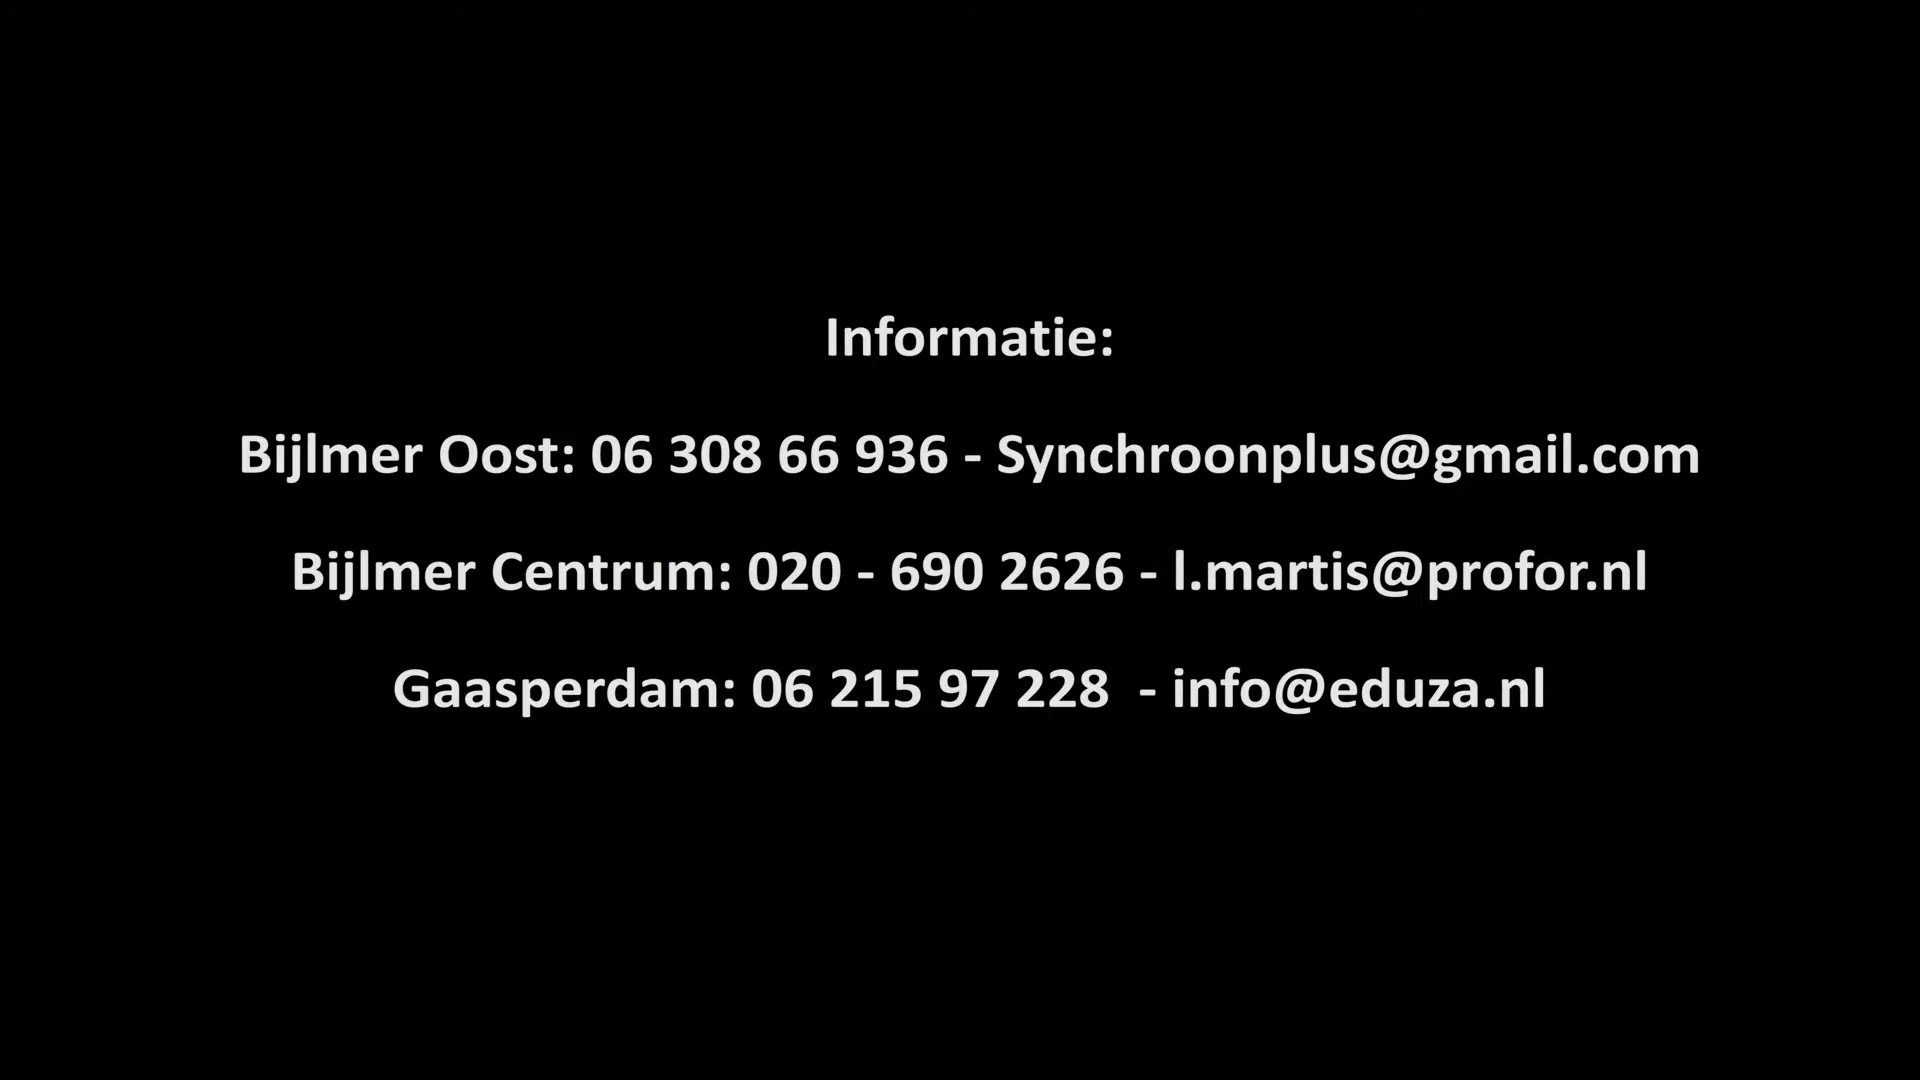 Informatie:
Bijlmer Oost: 06 308 66 936 - Synchroonplus@gmail.com
Bijlmer Centrum: 020 - 690 2626 - l.martis@profor.nl
Gaasperdam: 06 215 97 228  - info@eduza.nl